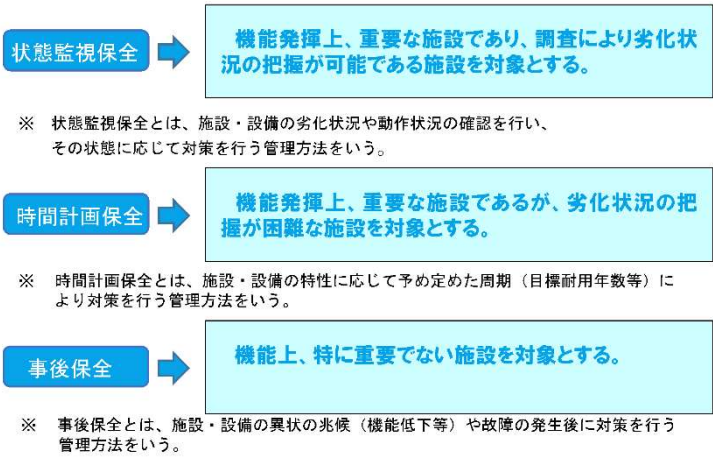 状態監視保全
機能発揮上、重要な施設であり、調査により劣化状
況の把握が可能である施設を対象とする。
※ 状態監視保全とは、施設・設備の劣化状況や動作状況の確認を行い、
その状態に応じて対策を行う管理方法をいう。
時間計画保全
機能発揮上、重要な施設であるが、劣化状況の把
握が困難な施設を対象とする。
※ 時間計画保全とは、施設・設備の特性に応じて予め定めた周期（目標耐用年数等）に
より対策を行う管理方法をいう。
事後保全
機能上、特に重要でない施設を対象とする。
※ 事後保全とは、施設・設備の異状の兆候（機能低下等）や故障の発生後に対策を行う
管理方法をいう。